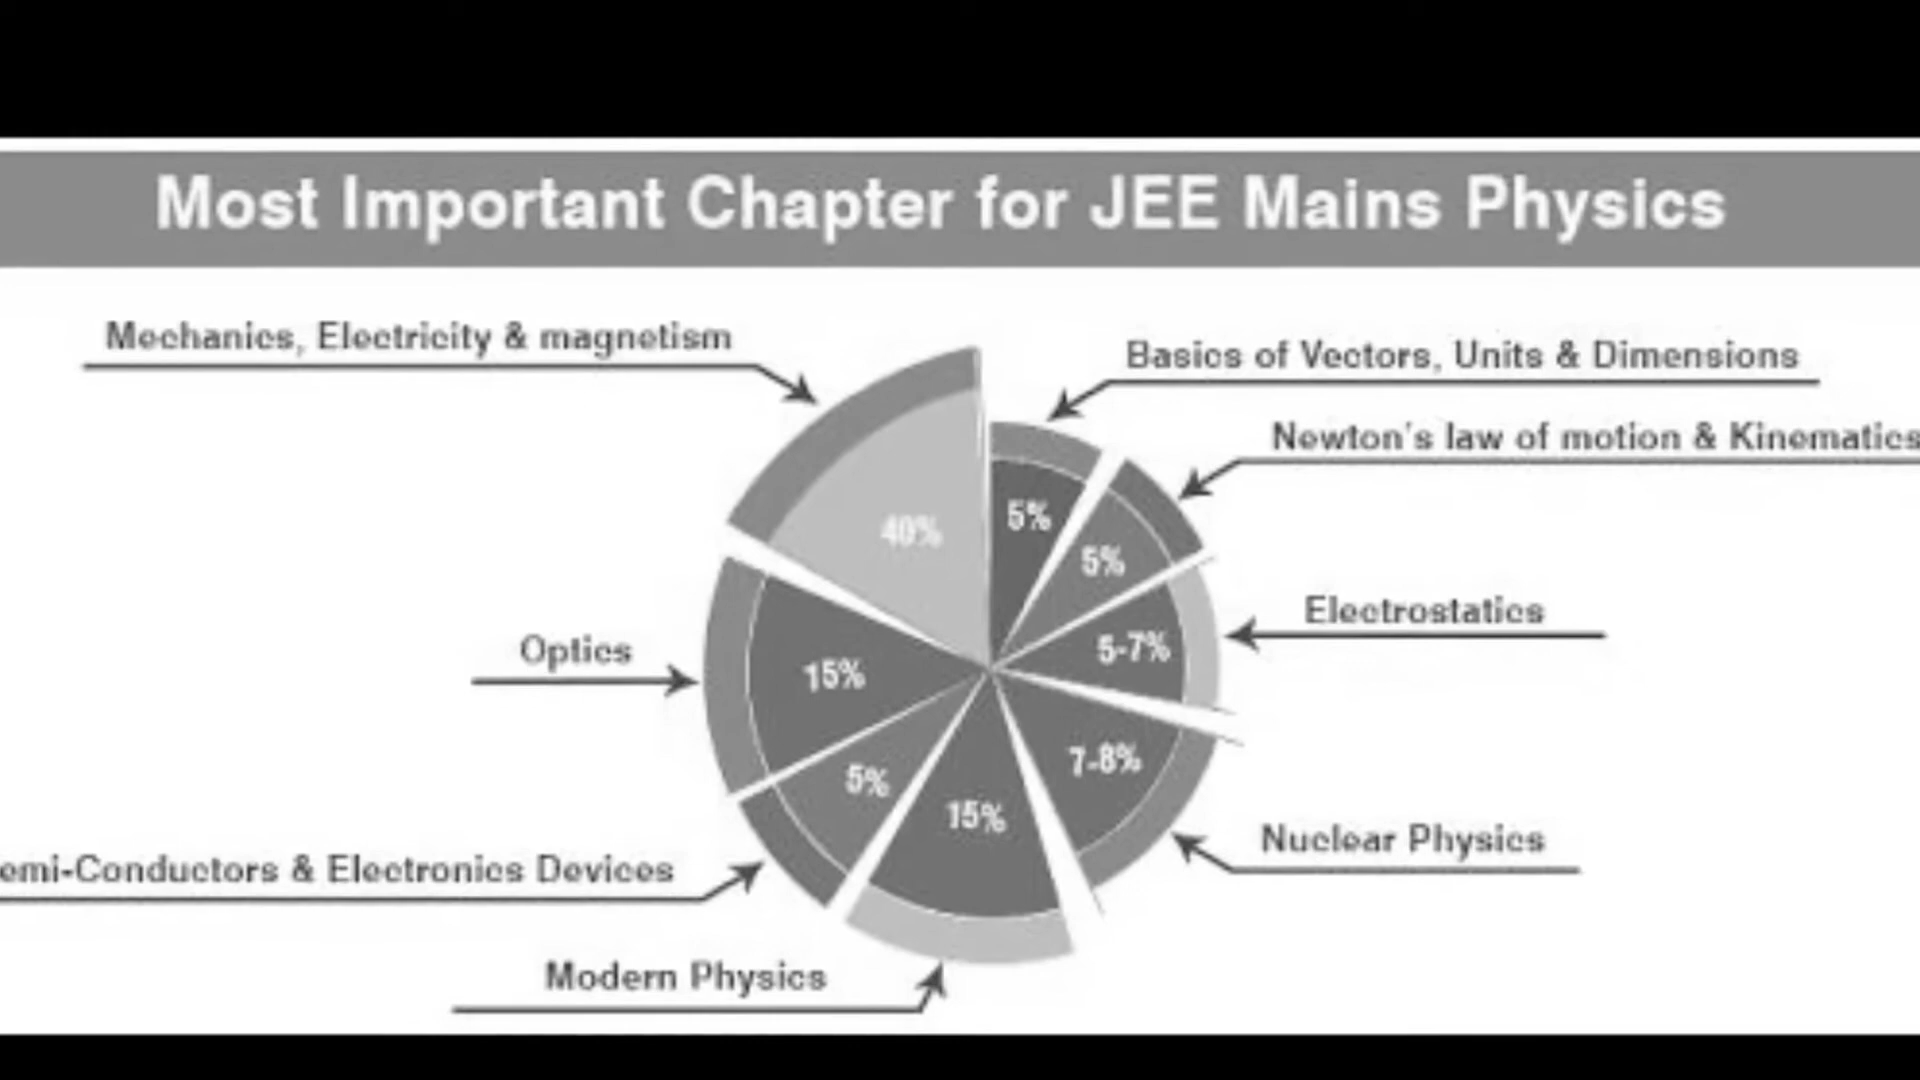 Most Important Chapter for JEE Mains Physics
Mechanics, Electricity & magnetism
Basics of Vectors, Units & Dimensions
Newton's law of motion & Kinematics
40%
5%
5%
Electrostatics
5-7%
Optics
15%
7-8%
5%
15%
Nuclear Physics
emi-Conductors & Electronics Devices
Modern Physics